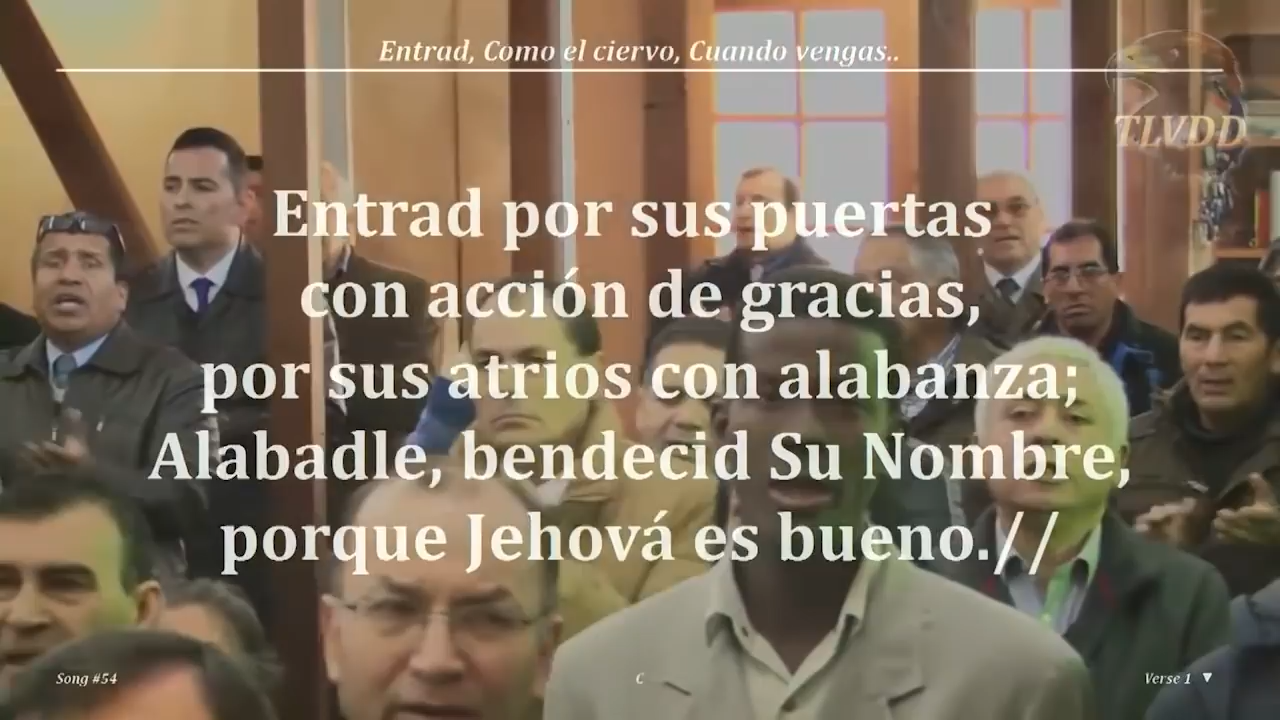 Entrad, Como el ciervo, Cuando vengas..
TLVDD
Entrad por sus puertas
con acción de gracias,
por sus atrios con alabanza;
Alabadle, bendecid Su Nombre,
porque Jehová es bueno.//
Song #54
C
Verse 1 ▼